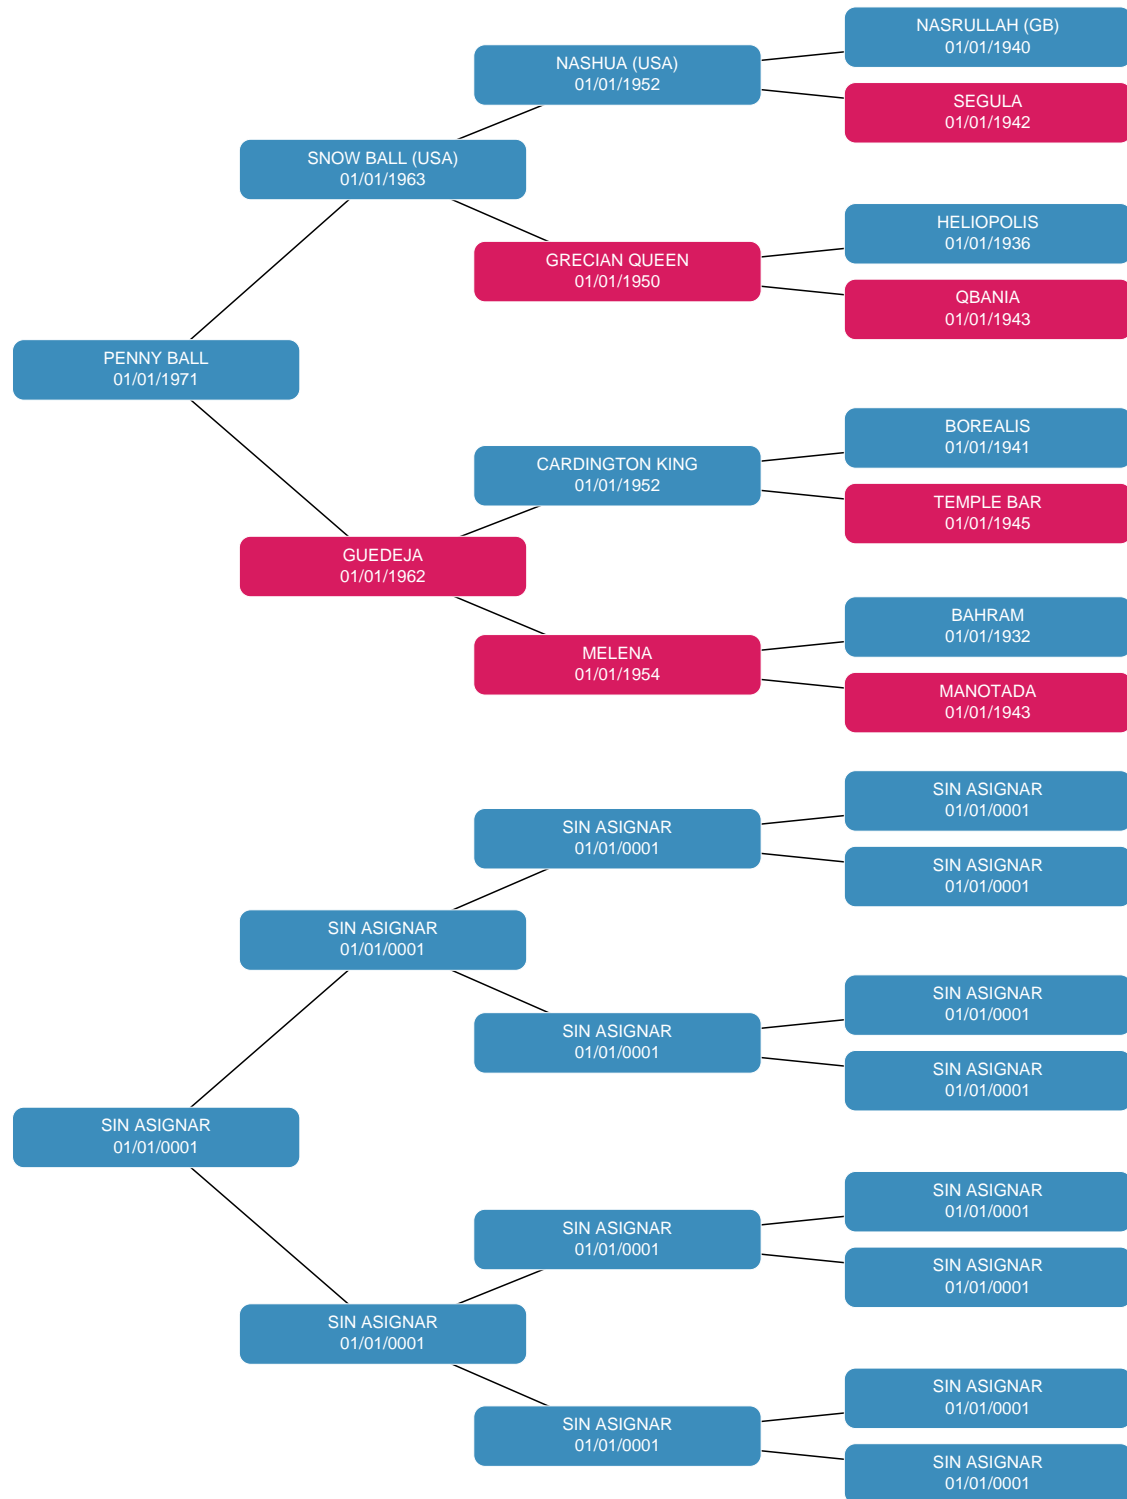 NASRULLAH (GB)
01/01/1940
NASHUA (USA)
01/01/1952
SEGULA
01/01/1942
SNOW BALL (USA)
01/01/1963
HELIOPOLIS
01/01/1936
GRECIAN QUEEN
01/01/1950
QBANIA
01/01/1943
PENNY BALL
01/01/1971
BOREALIS
01/01/1941
CARDINGTON KING
01/01/1952
TEMPLE BAR
01/01/1945
GUEDEJA
01/01/1962
BAHRAM
01/01/1932
MELENA
01/01/1954
MANOTADA
01/01/1943
SIN ASIGNAR
01/01/0001
SIN ASIGNAR
01/01/0001
SIN ASIGNAR
01/01/0001
SIN ASIGNAR
01/01/0001
SIN ASIGNAR
01/01/0001
SIN ASIGNAR
01/01/0001
SIN ASIGNAR
01/01/0001
SIN ASIGNAR
01/01/0001
SIN ASIGNAR
01/01/0001
SIN ASIGNAR
01/01/0001
SIN ASIGNAR
01/01/0001
SIN ASIGNAR
01/01/0001
SIN ASIGNAR
01/01/0001
SIN ASIGNAR
01/01/0001
SIN ASIGNAR
01/01/0001